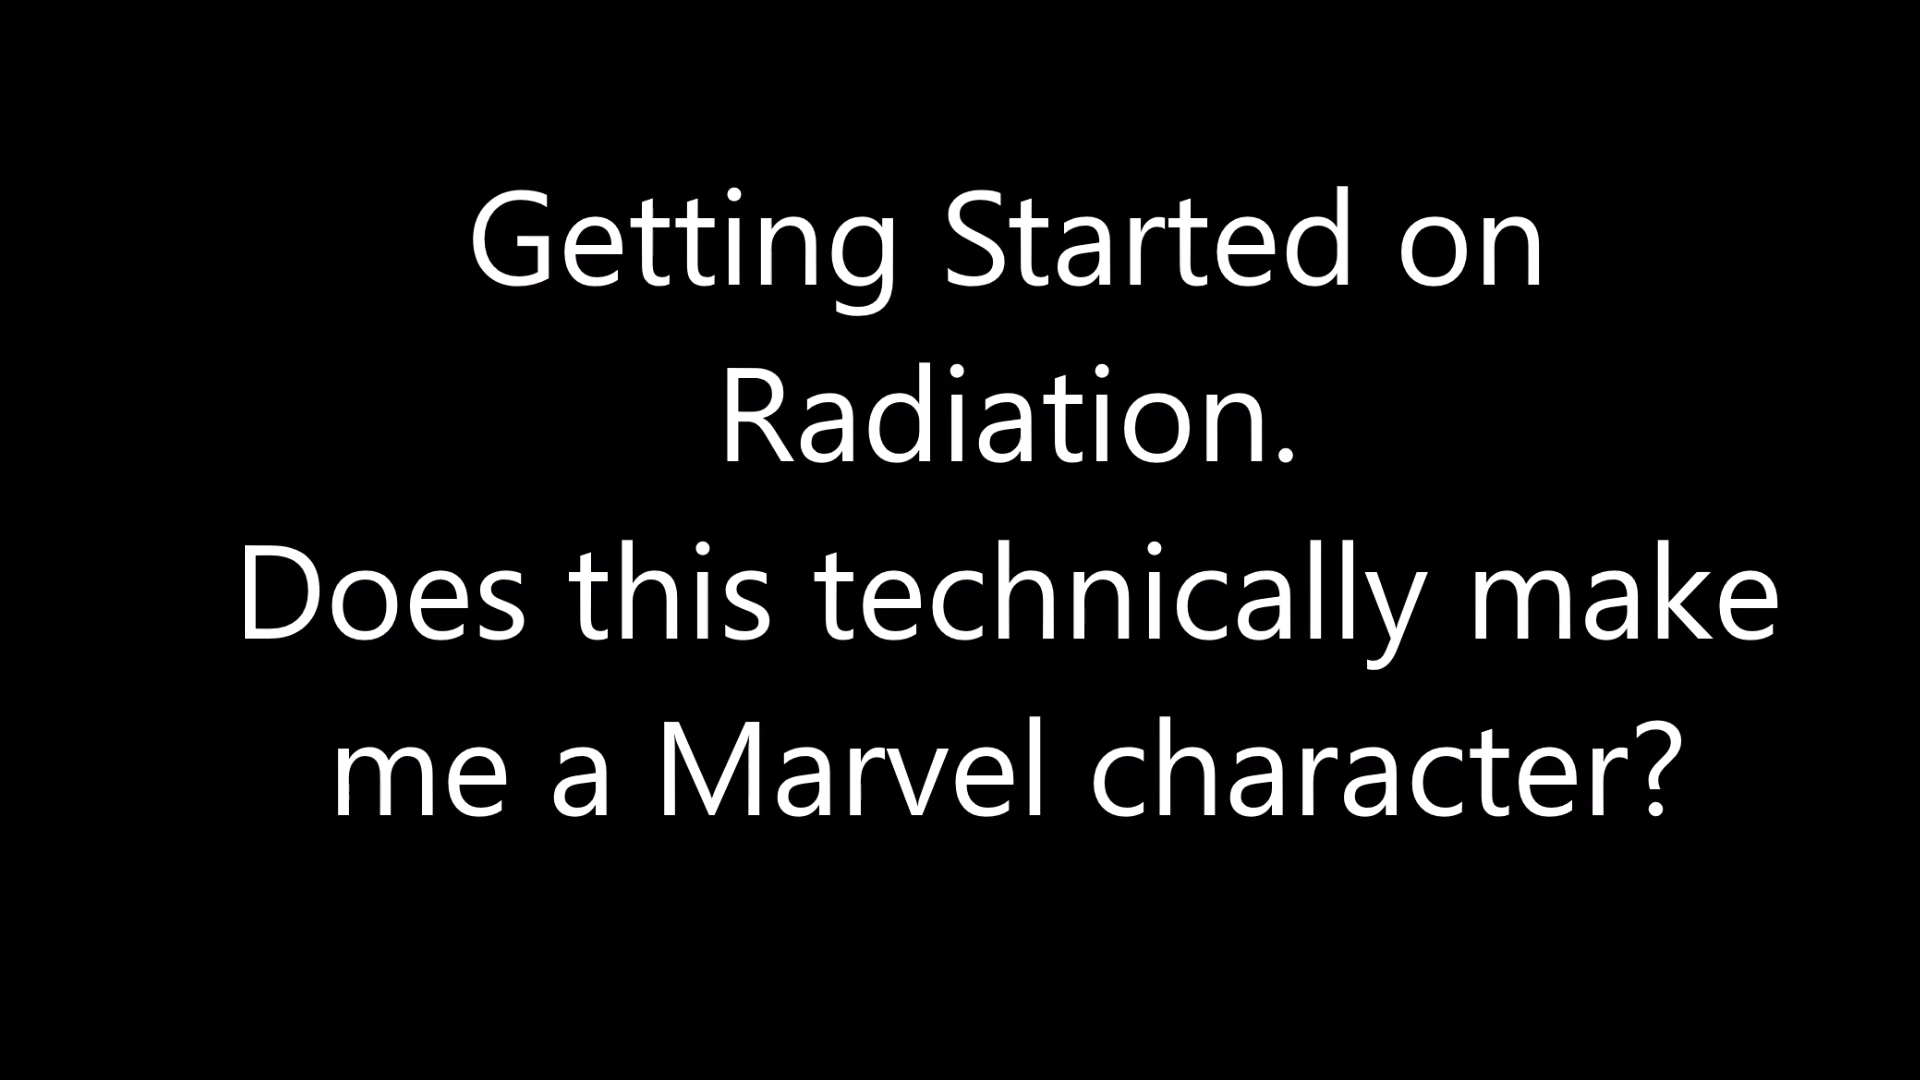 Getting Started on
Radiation.
Does this technically make
me a Marvel character?